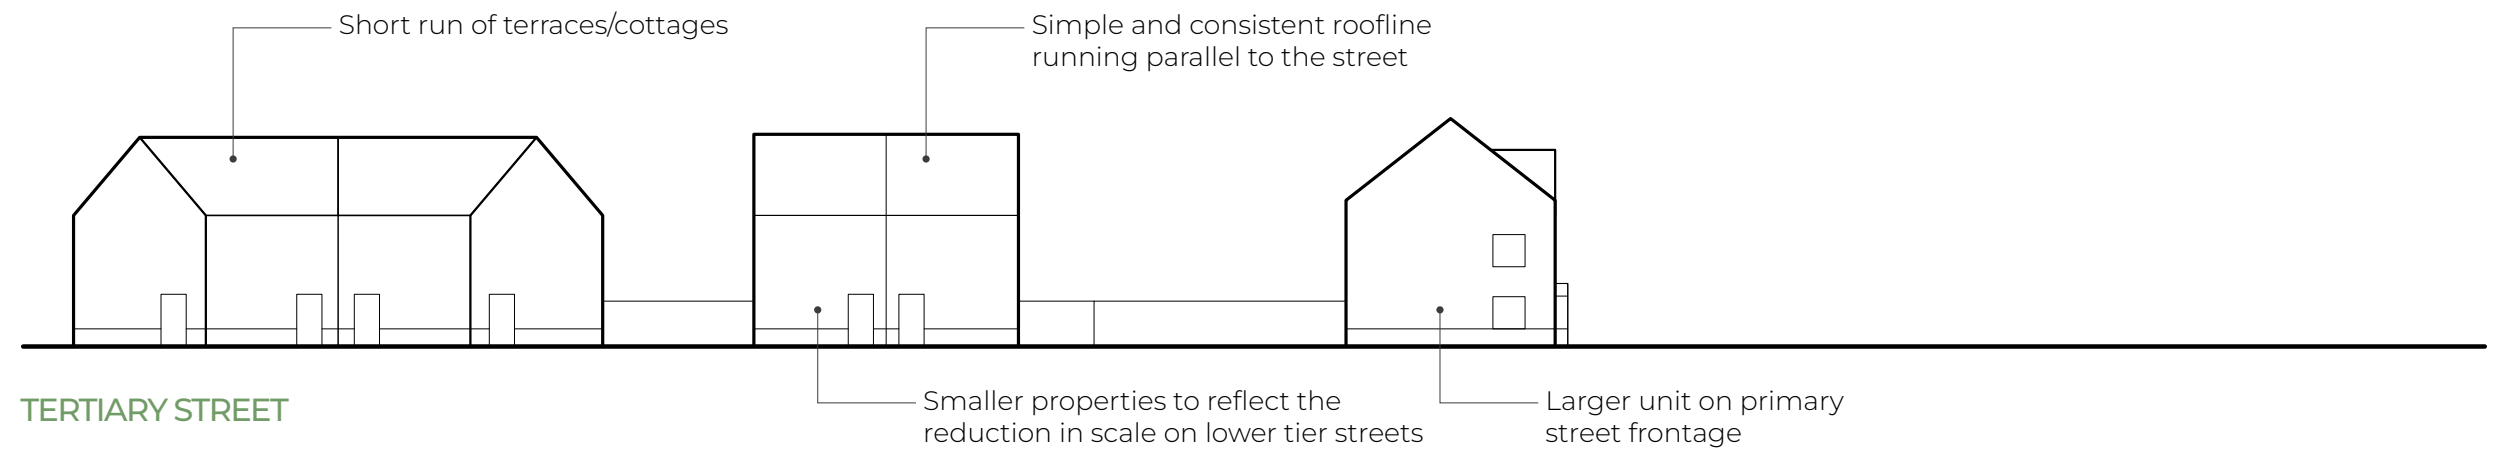 Short run of terraces/cottages
Simple and consistent roofline
running parallel to the street
Smaller properties to reflect the
reduction in scale on lower tier streets
Larger unit on primary
street frontage
TERTIARY STREET